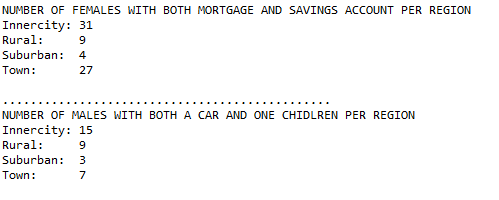 NUMBER OF FEMALES WITH BOTH MORTGAGE AND SAVINGS ACCOUNT PER REGION
Innercity: 31
Rural: 9
Suburban: 4
Town: 27
...............................................
NUMBER OF MALES WITH BOTH A CAR AND ONE CHIDLREN PER REGION
Innercity: 15
Rural: 9
Suburban: 3
Town: 7